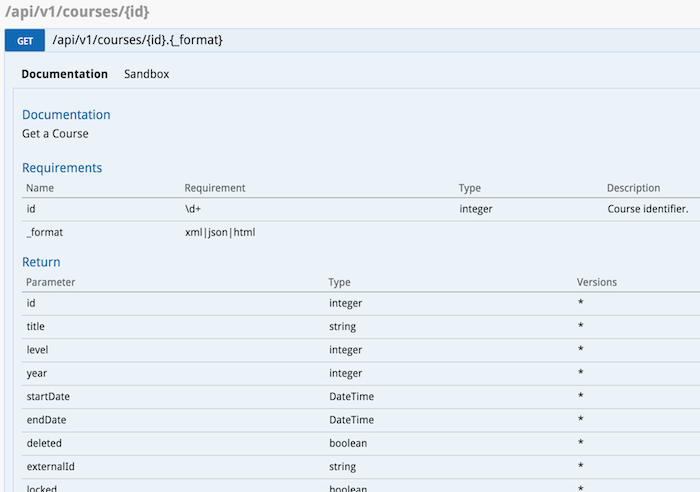 /api/v1/courses/{id}
GET /api/v1/courses/{id}.{_format}
Documentation Sandbox
Documentation
Get a Course
Requirements
Name Requirement Type Description
id \d+ integer Course identifier.
_format xml|json|html
Return
Parameter Type Versions
id integer *
title string *
level integer *
year integer *
startDate DateTime *
endDate DateTime *
deleted boolean *
externalId string *
locked boolean *